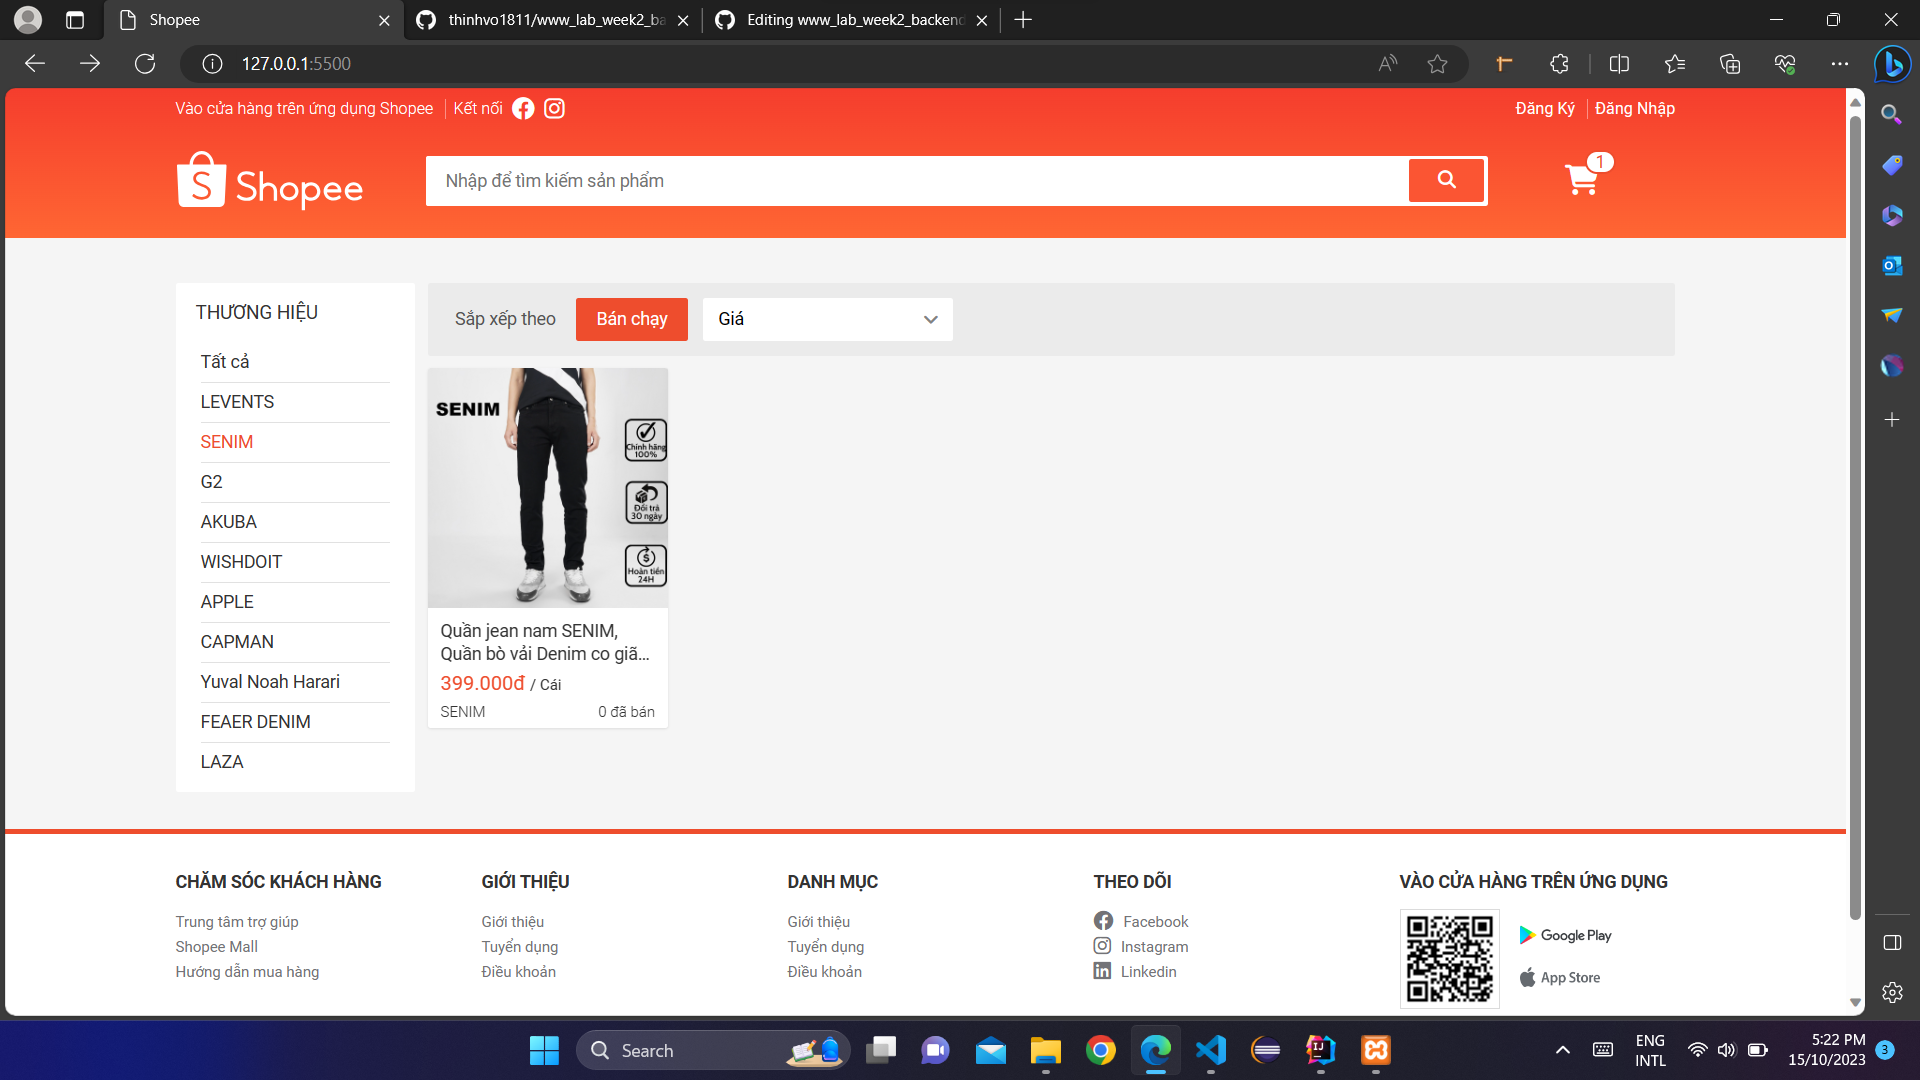 Shopee
thinhvo1811/www_lab_week2_ba
Editing www_lab_week2_backend
127.0.0.1:5500
Vào cửa hàng trên ứng dụng Shopee
Kết nối
Đăng Ký
Đăng Nhập
Shopee
Nhập để tìm kiếm sản phẩm
1
THƯƠNG HIỆU
Tất cả
LEVENTS
SENIM
G2
AKUBA
WISHDOIT
APPLE
CAPMAN
Yuval Noah Harari
FEAER DENIM
LAZA
Sắp xếp theo
Bán chạy
Giá
SENIM
Chính hãng
100%
Đổi trả
30 ngày
Hoàn tiền
24H
Quần jean nam SENIM,
Quần bò vải Denim co giã...
399.000đ / Cái
SENIM
0 đã bán
CHĂM SÓC KHÁCH HÀNG
Trung tâm trợ giúp
Shopee Mall
Hướng dẫn mua hàng
GIỚI THIỆU
Giới thiệu
Tuyển dụng
Điều khoản
DANH MỤC
Giới thiệu
Tuyển dụng
Điều khoản
THEO DÕI
Facebook
Instagram
Linkedin
VÀO CỬA HÀNG TRÊN ỨNG DỤNG
Google Play
App Store
Search
ENG
INTL
5:22 PM
15/10/2023
3